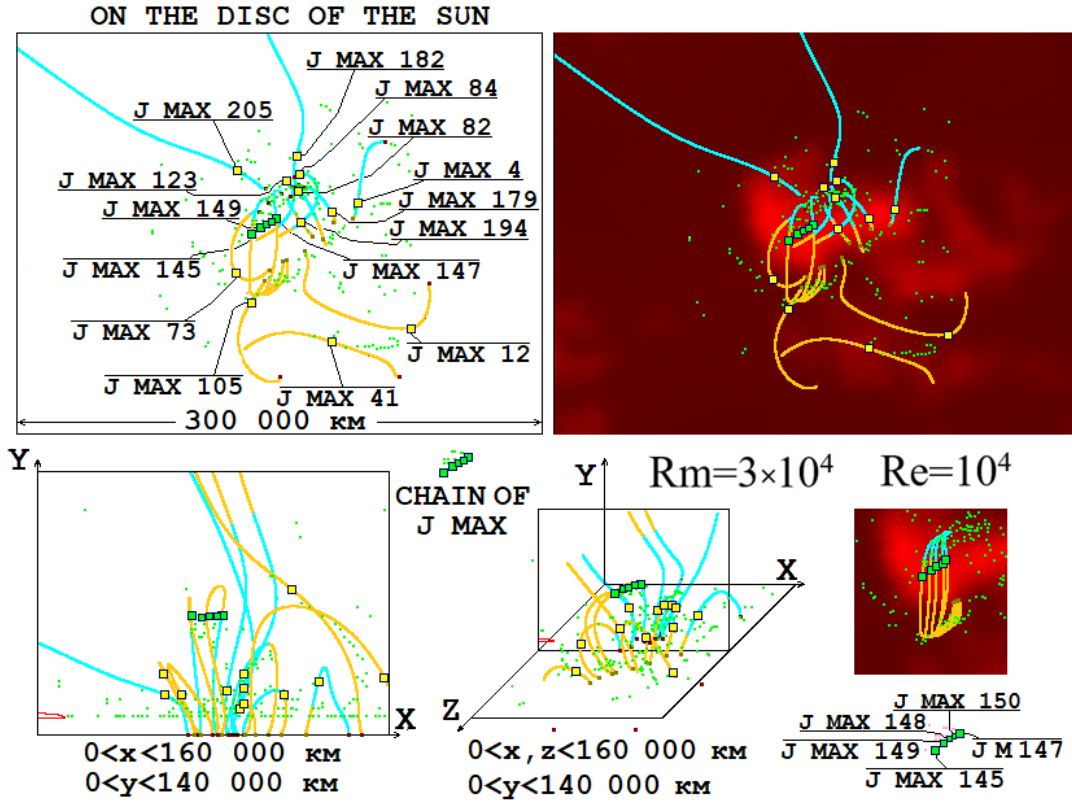 ON THE DISC OF THE SUN
J MAX 182
J MAX 84
J MAX 205
J MAX 82
J MAX 123
J MAX 4
J MAX 149
J MAX 179
J MAX 194
J MAX 145
J MAX 147
J MAX 73
J MAX 12
J MAX 105
J MAX 41
300 000 км
Y
CHAIN OF
J MAX
X
0<x<160 000 км
0<y<140 000 км
Y
X
Z
0<x,z<160 000 км
0<y<140 000 км
Rm=3×10⁴
Re=10⁴
J MAX 150
J MAX 148
J MAX 149
J M 147
J MAX 145